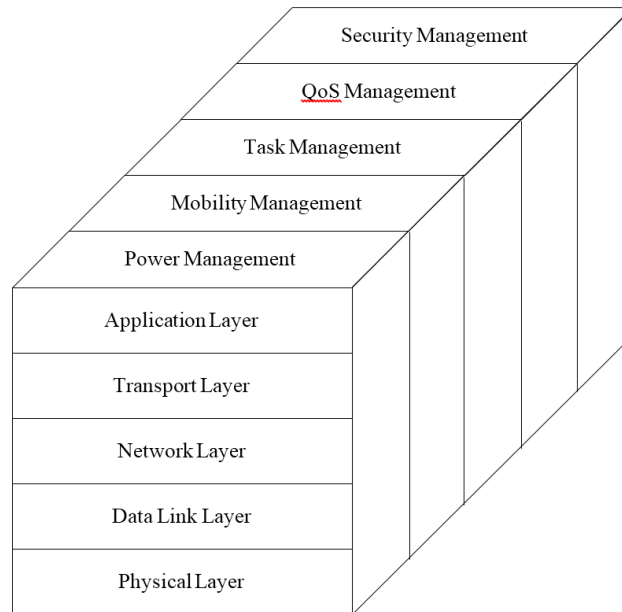 Security Management
QoS Management
Task Management
Mobility Management
Power Management
Application Layer
Transport Layer
Network Layer
Data Link Layer
Physical Layer